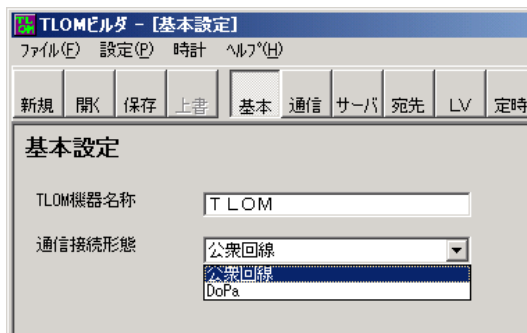 TLOMビルダ - [基本設定]
ファイル(F) 設定(P) 時計 ヘルプ(H)
新規 開く 保存 上書 基本 通信 サーバ 宛先 LV 定時
基本設定
TLOM機器名称 ＴＬＯＭ
通信接続形態 公衆回線
公衆回線
DoPa